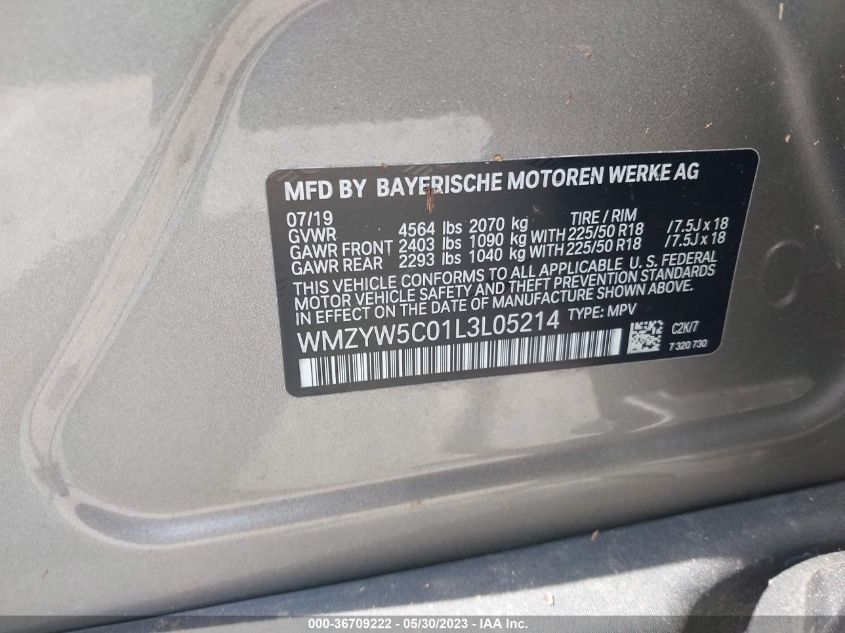 MFD BY BAYERISCHE MOTOREN WERKE AG
07/19 TIRE / RIM
GVWR 4564 lbs 2070 kg
GAWR FRONT 2403 lbs 1090 kg WITH 225/50 R18 /7.5J x 18
GAWR REAR 2293 lbs 1040 kg WITH 225/50 R18 /7.5J x 18
THIS VEHICLE CONFORMS TO ALL APPLICABLE U. S. FEDERAL
MOTOR VEHICLE SAFETY AND THEFT PREVENTION STANDARDS
IN EFFECT ON THE DATE OF MANUFACTURE SHOWN ABOVE.
WMZYW5C01L3L05214 TYPE: MPV
C2K/7
7 320 730
000-36709222 - 05/30/2023 - IAA Inc.